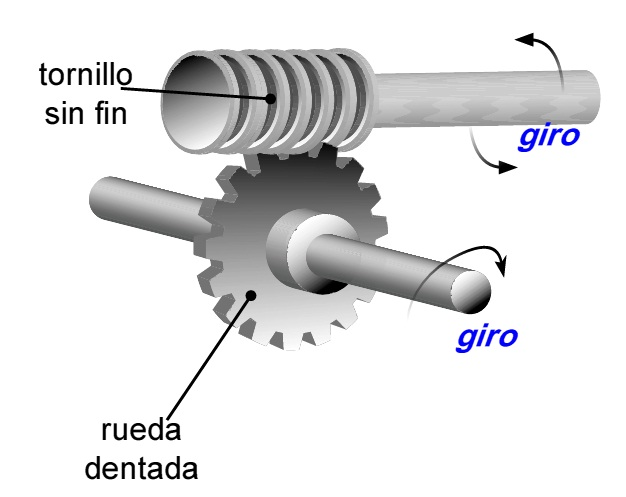 tornillo
sin fin
giro
giro
rueda
dentada